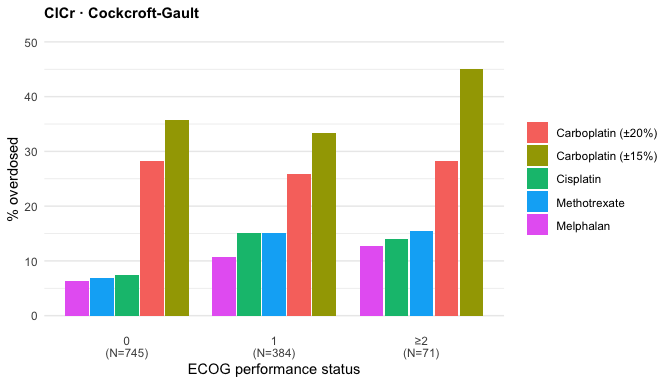 ClCr · Cockcroft-Gault
50
40
30
20
10
0
% overdosed
0
(N=745)
1
(N=384)
≥2
(N=71)
ECOG performance status
Carboplatin (±20%)
Carboplatin (±15%)
Cisplatin
Methotrexate
Melphalan